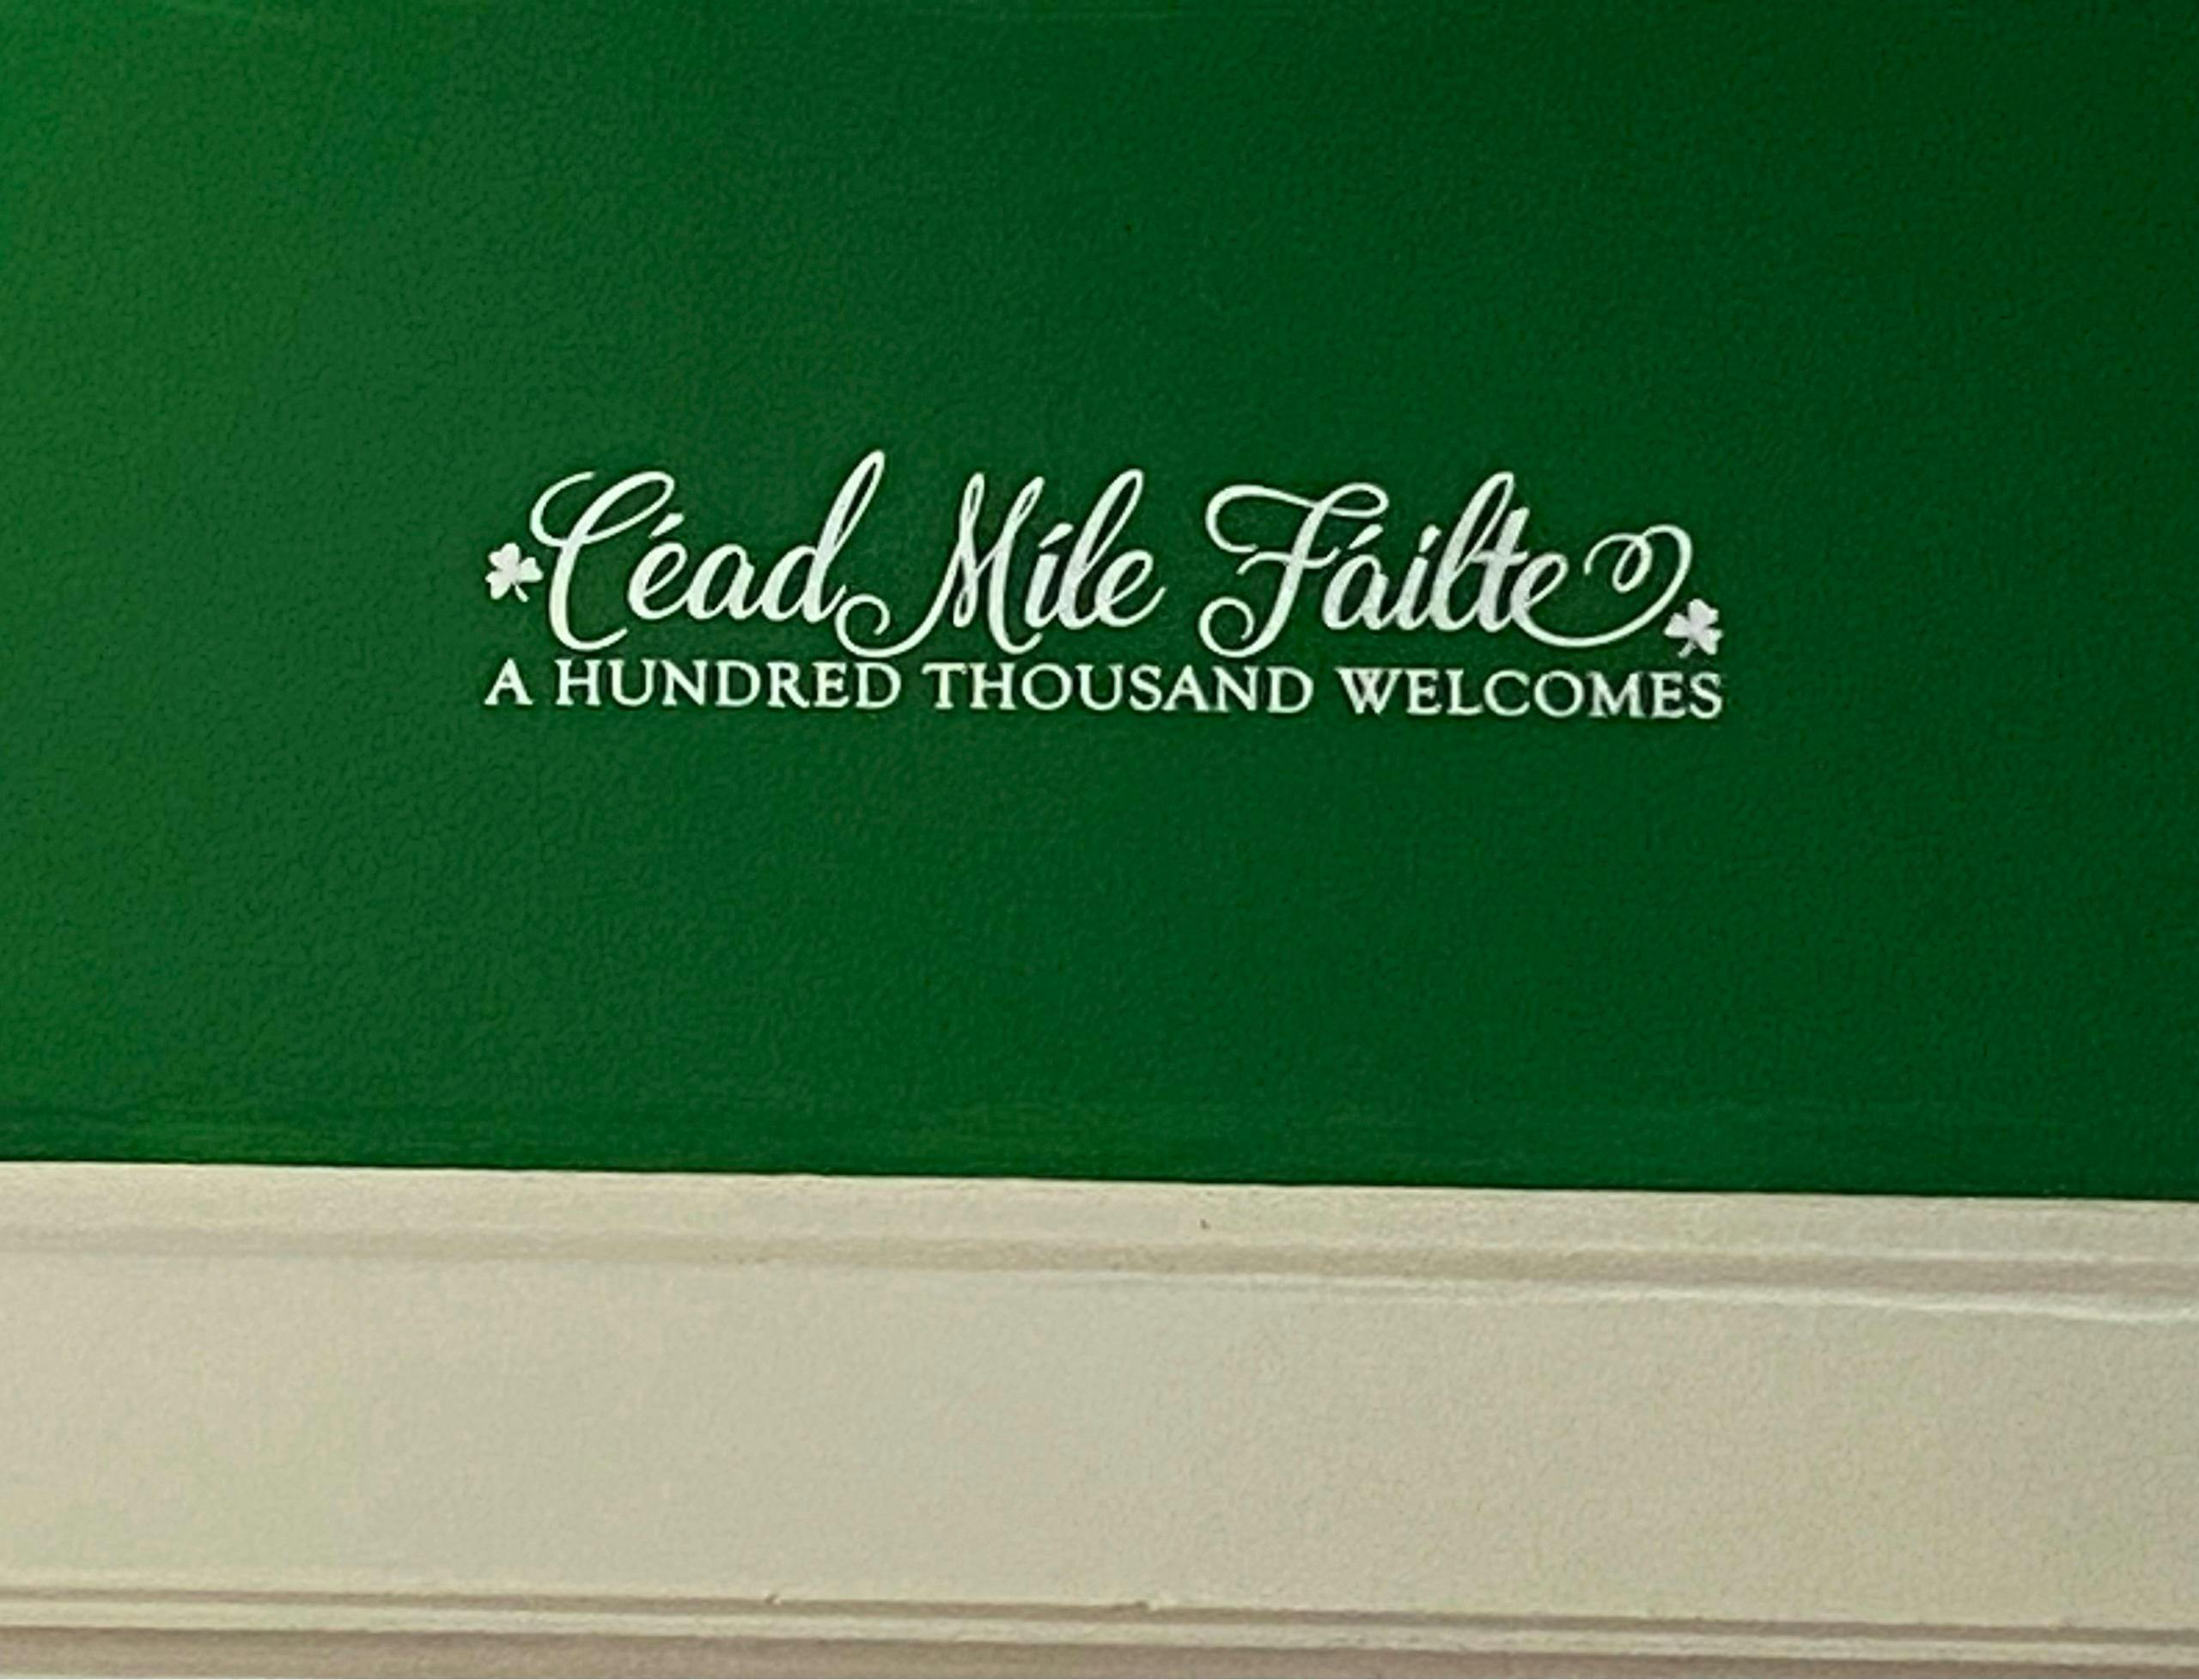 Céad Míle Fáilte
A HUNDRED THOUSAND WELCOMES